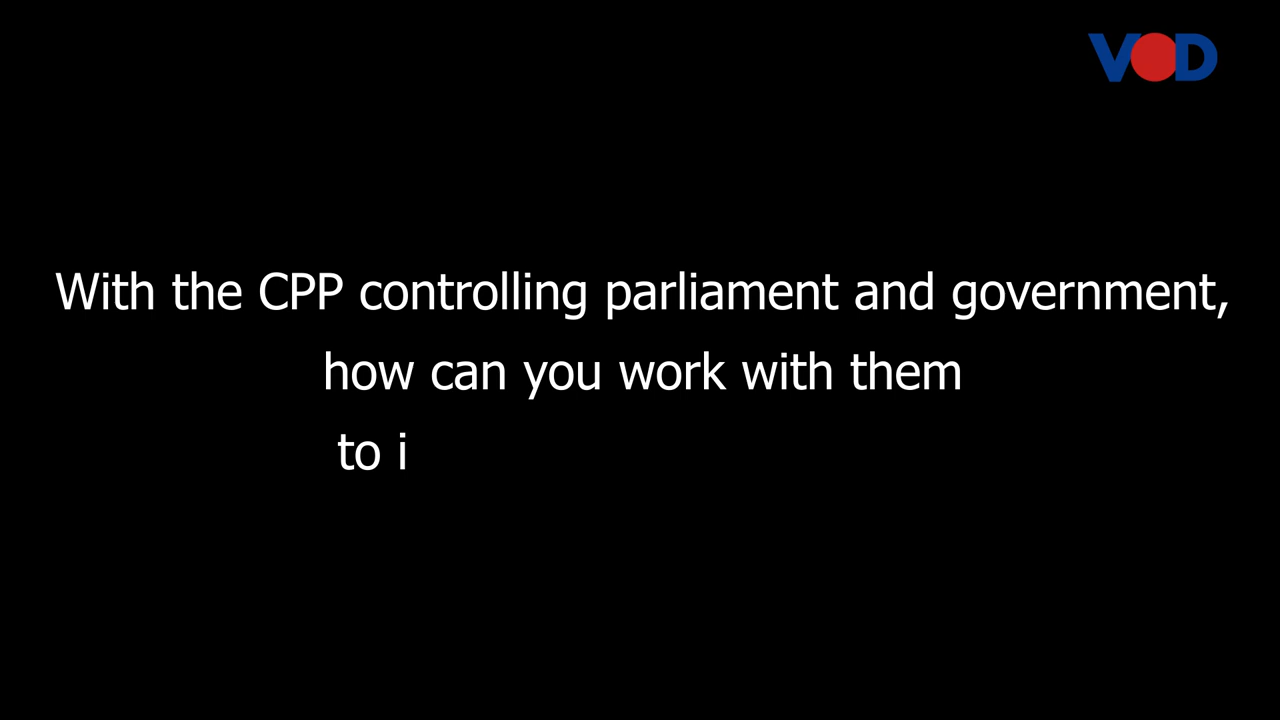 VOD
With the CPP controlling parliament and government,
how can you work with them
to i